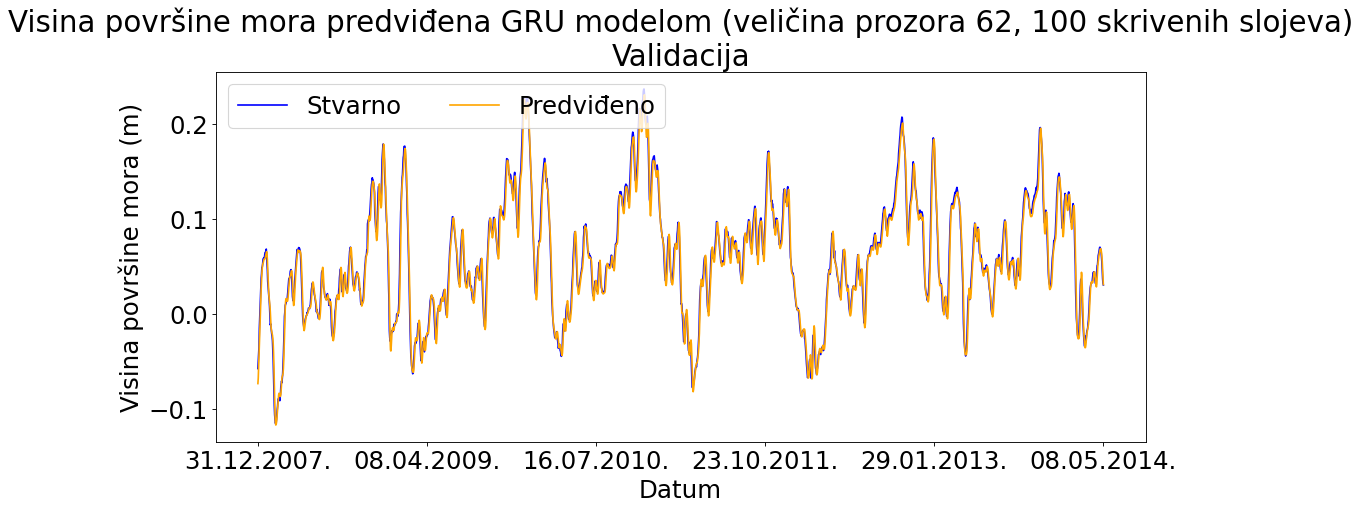 Visina površine mora predviđena GRU modelom (veličina prozora 62, 100 skrivenih slojeva)
Validacija
Stvarno
Predviđeno
Visina površine mora (m)
0.2
0.1
0.0
−0.1
31.12.2007.
08.04.2009.
16.07.2010.
23.10.2011.
29.01.2013.
08.05.2014.
Datum